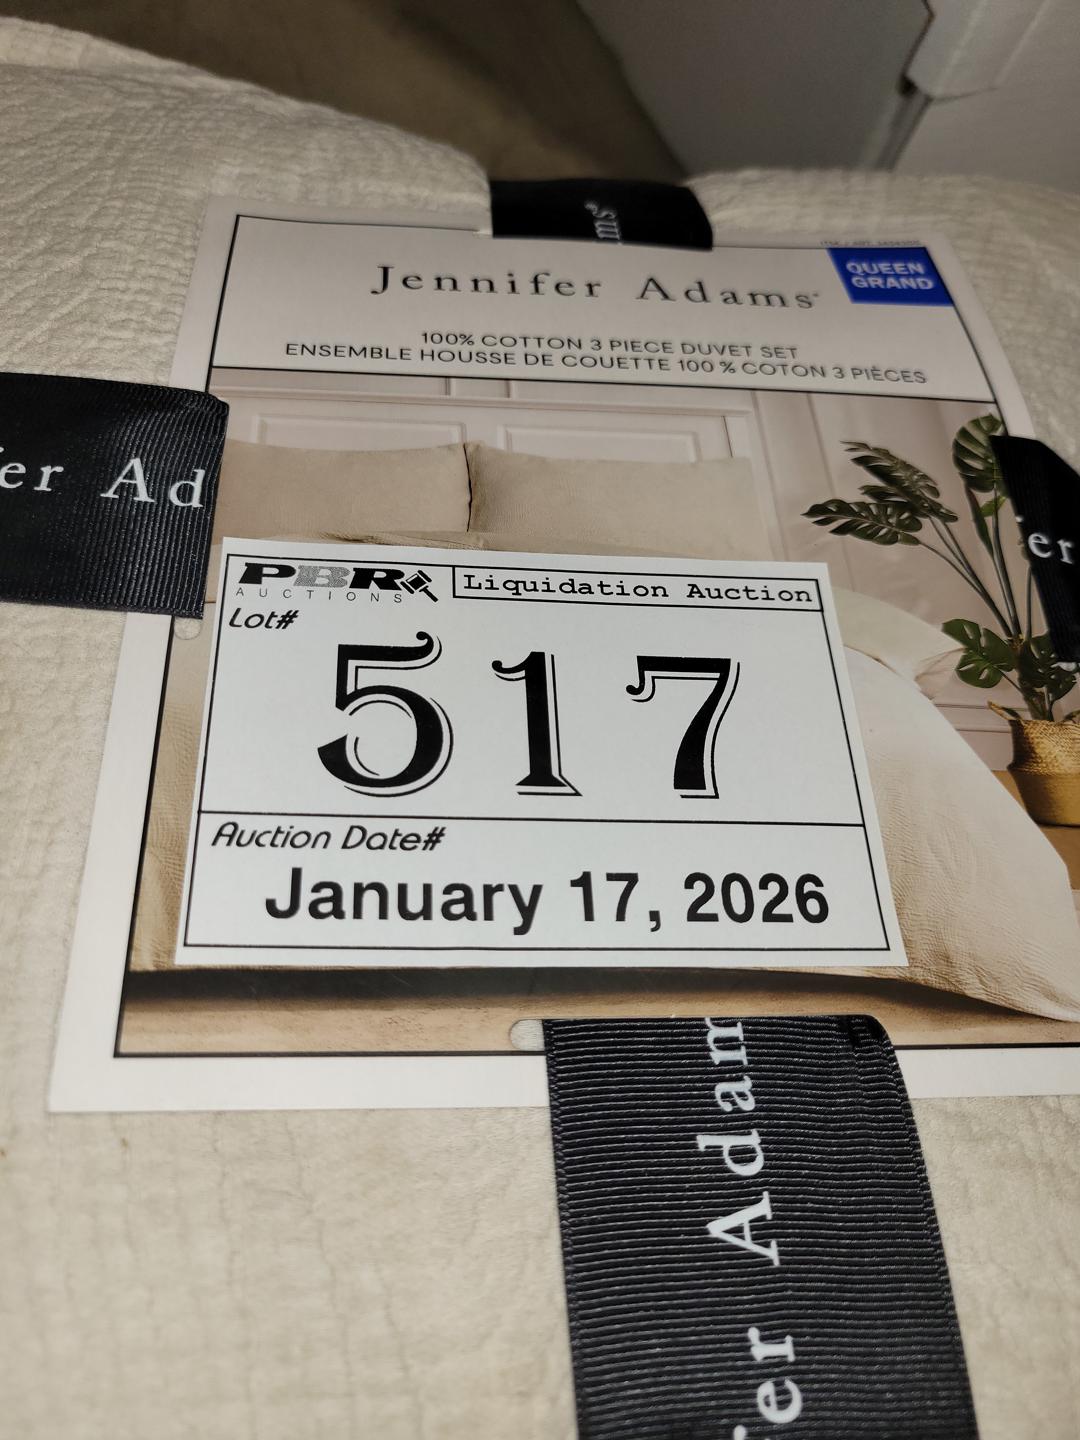 ms®
Jennifer Adams®
QUEEN
GRAND
100% COTTON 3 PIECE DUVET SET
ENSEMBLE HOUSSE DE COUETTE 100 % COTON 3 PIÈCES
er Ad
er
PBR
AUCTIONS
Liquidation Auction
Lot#
517
Auction Date#
January 17, 2026
er Adam